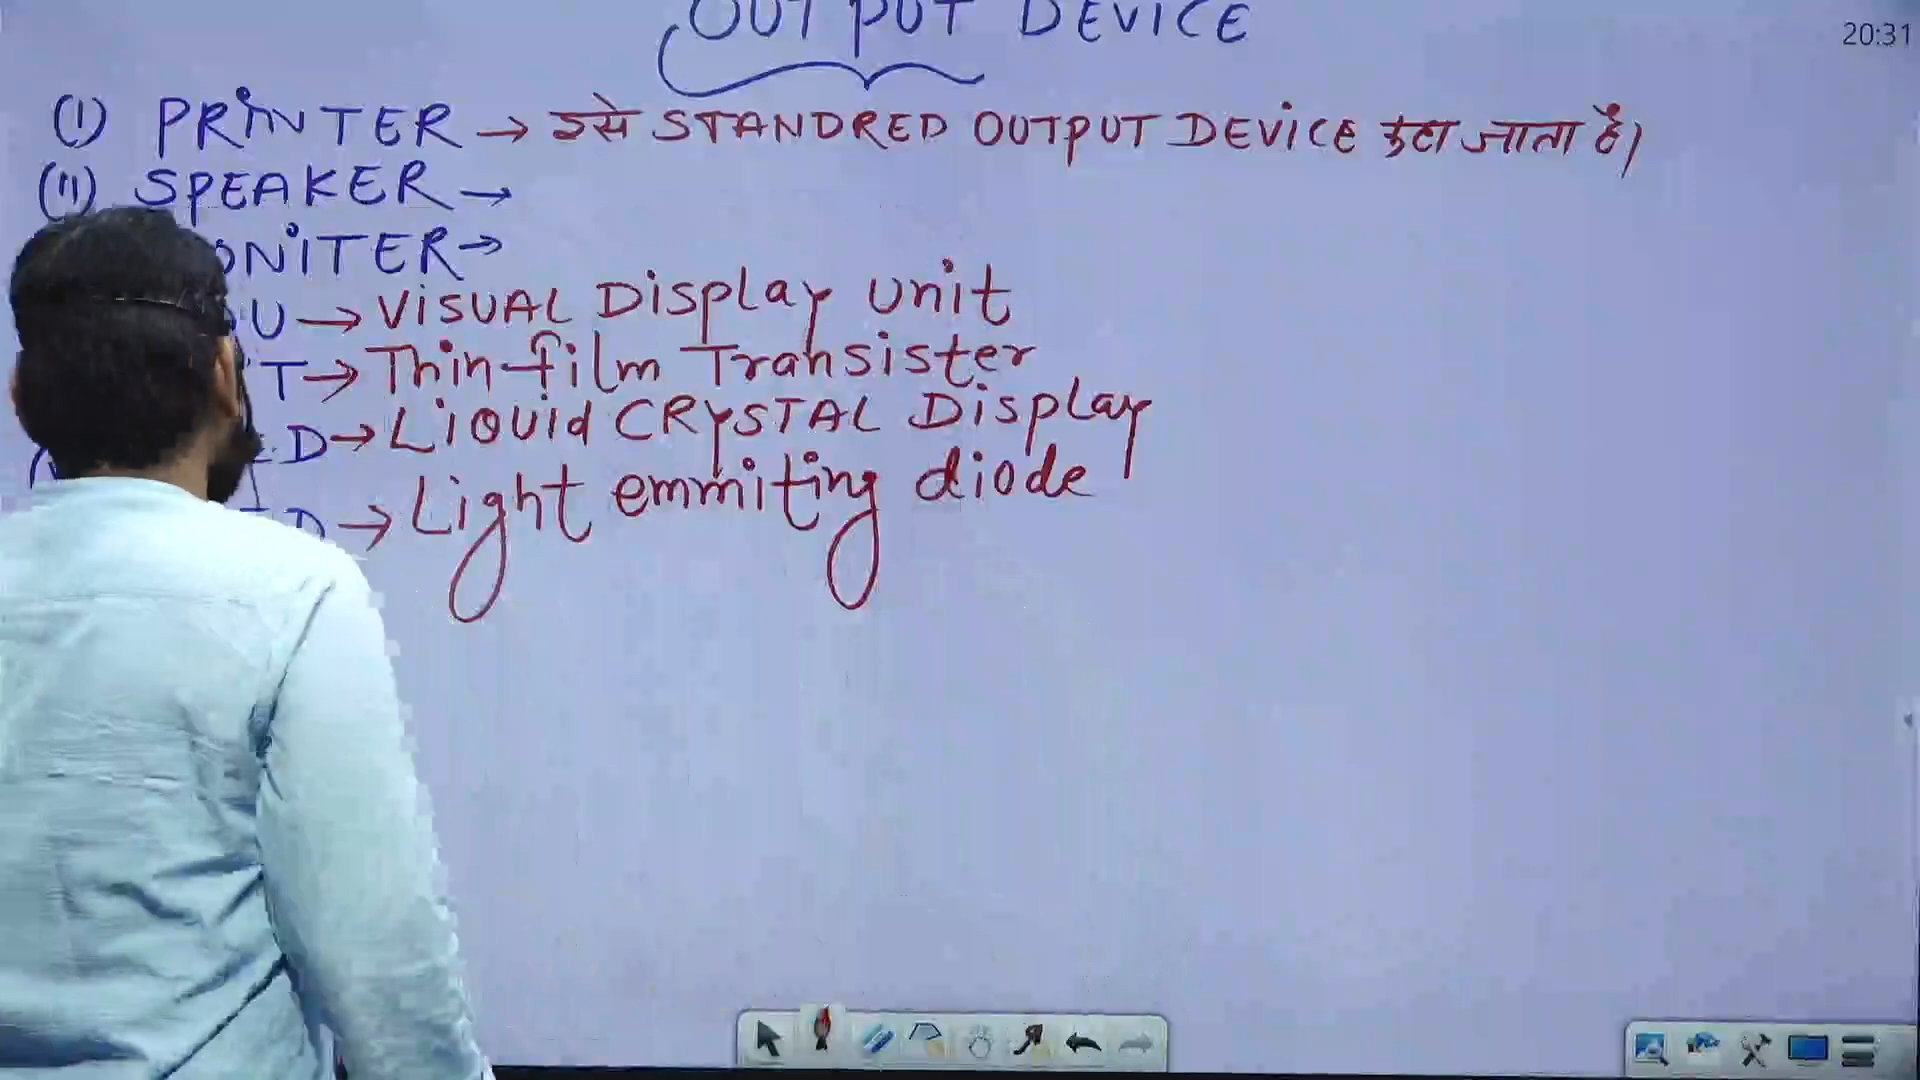 OUTPUT DEVICE
20:31
(I) PRINTER → इसे STANDRED OUTPUT DEVICE कहा जाता है।
(II) SPEAKER →
ONITER →
U → VISUAL Display unit
T → Thin-film Transister
D → LiQuid CRYSTAL Display
D → Light emmiting diode